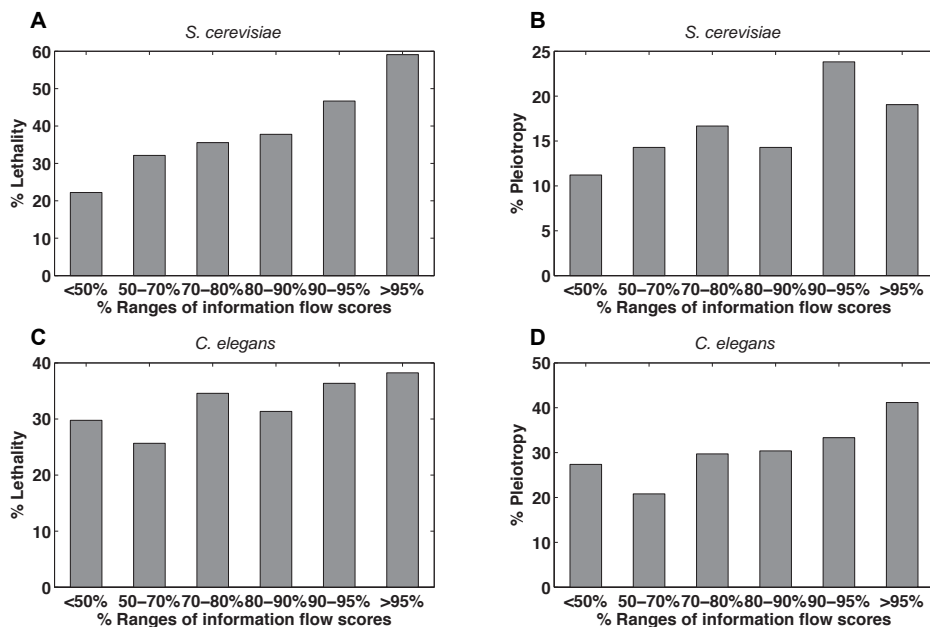 A
S. cerevisiae
% Lethality
60
50
40
30
20
10
0
<50% 50–70% 70–80% 80–90% 90–95% >95%
% Ranges of information flow scores
B
S. cerevisiae
% Pleiotropy
25
20
15
10
5
0
<50% 50–70% 70–80% 80–90% 90–95% >95%
% Ranges of information flow scores
C
C. elegans
% Lethality
40
30
20
10
0
<50% 50–70% 70–80% 80–90% 90–95% >95%
% Ranges of information flow scores
D
C. elegans
% Pleiotropy
50
40
30
20
10
0
<50% 50–70% 70–80% 80–90% 90–95% >95%
% Ranges of information flow scores